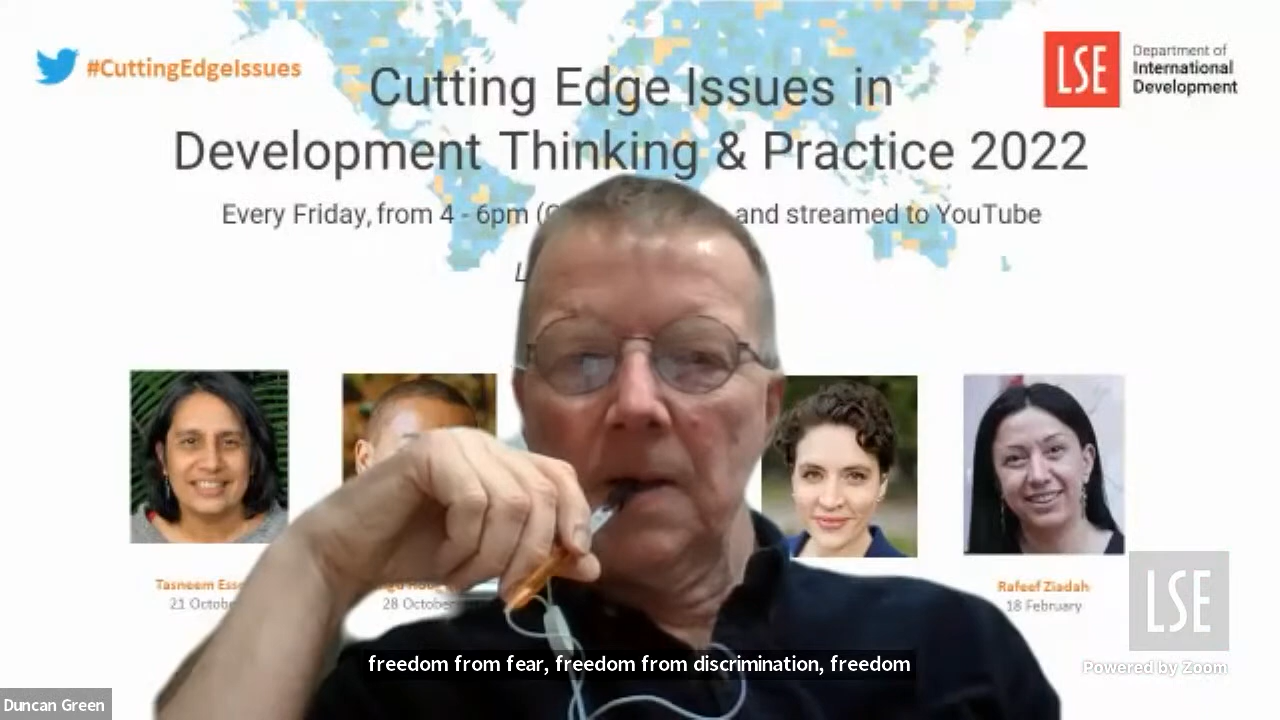 #CuttingEdgeIssues
LSE
Department of
International
Development
Cutting Edge Issues in
Development Thinking & Practice 2022
Every Friday, from 4 - 6pm (
and streamed to YouTube
L
Tasneem Ess
21 Octob
28 October
Rafeef Ziadah
18 February
LSE
Powered by Zoom
freedom from fear, freedom from discrimination, freedom
Duncan Green